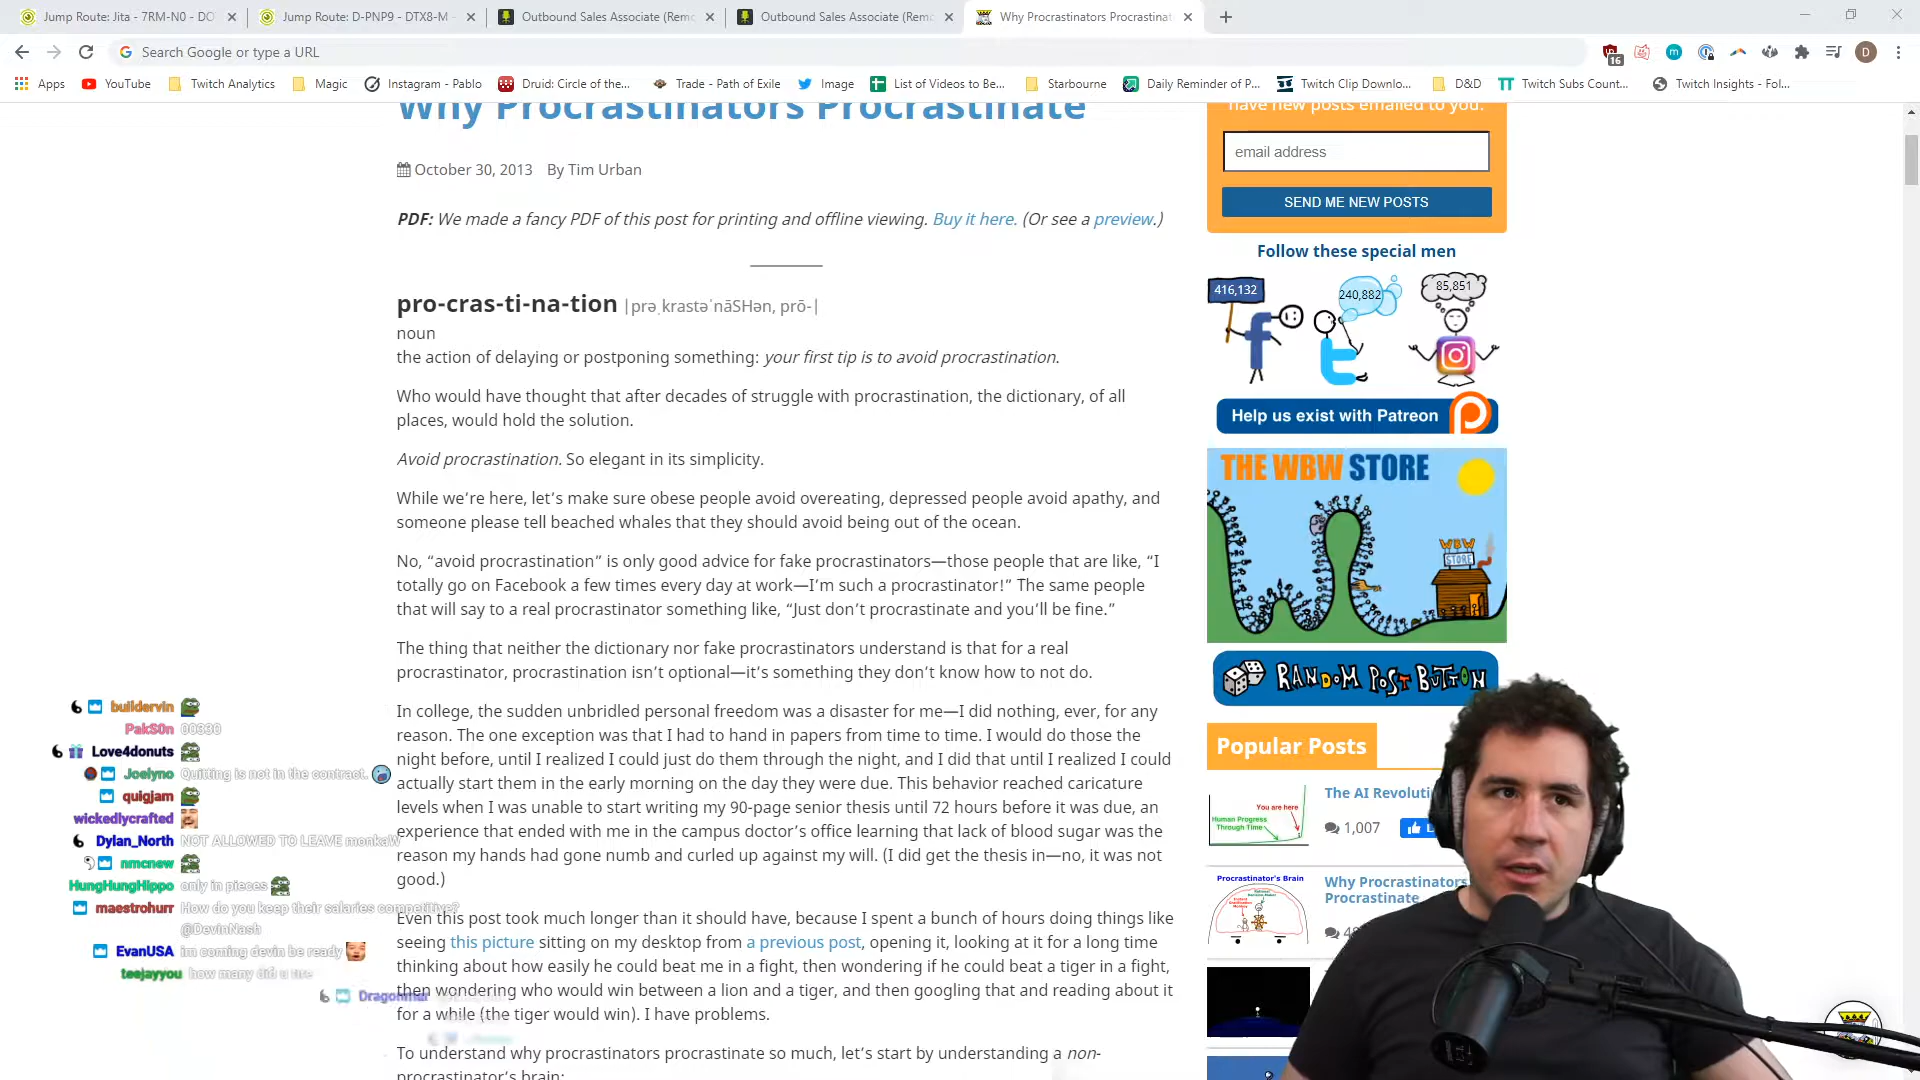 Jump Route: Jita - 7RM-N0 - DO
Jump Route: D-PNP9 - DTX8-M -
Outbound Sales Associate (Remo
Outbound Sales Associate (Remo
Why Procrastinators Procrastinat
Search Google or type a URL
16
D
Apps
YouTube
Twitch Analytics
Magic
Instagram - Pablo
Druid: Circle of the...
Trade - Path of Exile
Image
List of Videos to Be...
Starbourne
Daily Reminder of P...
Twitch Clip Downlo...
D&D
Twitch Subs Count...
Twitch Insights - Fol...
Why Procrastinators Procrastinate
October 30, 2013 By Tim Urban
PDF: We made a fancy PDF of this post for printing and offline viewing. Buy it here. (Or see a preview.)
pro-cras-ti-na-tion |prəˌkrastəˈnāSHən, prō-|
noun
the action of delaying or postponing something: your first tip is to avoid procrastination.
Who would have thought that after decades of struggle with procrastination, the dictionary, of all
places, would hold the solution.
Avoid procrastination. So elegant in its simplicity.
While we're here, let's make sure obese people avoid overeating, depressed people avoid apathy, and
someone please tell beached whales that they should avoid being out of the ocean.
No, “avoid procrastination” is only good advice for fake procrastinators—those people that are like, “I
totally go on Facebook a few times every day at work—I'm such a procrastinator!” The same people
that will say to a real procrastinator something like, “Just don't procrastinate and you'll be fine.”
The thing that neither the dictionary nor fake procrastinators understand is that for a real
procrastinator, procrastination isn't optional—it's something they don't know how to not do.
In college, the sudden unbridled personal freedom was a disaster for me—I did nothing, ever, for any
reason. The one exception was that I had to hand in papers from time to time. I would do those the
night before, until I realized I could just do them through the night, and I did that until I realized I could
actually start them in the early morning on the day they were due. This behavior reached caricature
levels when I was unable to start writing my 90-page senior thesis until 72 hours before it was due, an
experience that ended with me in the campus doctor's office learning that lack of blood sugar was the
reason my hands had gone numb and curled up against my will. (I did get the thesis in—no, it was not
good.)
Even this post took much longer than it should have, because I spent a bunch of hours doing things like
seeing this picture sitting on my desktop from a previous post, opening it, looking at it for a long time
thinking about how easily he could beat me in a fight, then wondering if he could beat a tiger in a fight,
then wondering who would win between a lion and a tiger, and then googling that and reading about it
for a while (the tiger would win). I have problems.
To understand why procrastinators procrastinate so much, let's start by understanding a non-
procrastinator's brain:
have new posts emailed to you.
email address
SEND ME NEW POSTS
Follow these special men
416,132
240,882
85,851
Help us exist with Patreon
THE WBW STORE
WBW
STORE
RANDOM POST BUTTON
Popular Posts
You are here
Human Progress
Through Time
The AI Revoluti
1,007
Procrastinator's Brain
Why Procrastinators
Procrastinate
buildervin
PakS0n 00330
Love4donuts
Joelyno Quitting is not in the contract.
quigjam
wickedlycrafted
Dylan_North NOT ALLOWED TO LEAVE monkaW
nmcnew
HungHungHippo only in pieces
maestrohurr How do you keep their salaries competitive?
@DevinNash
EvanUSA im coming devin be ready
teejayyou how many did u